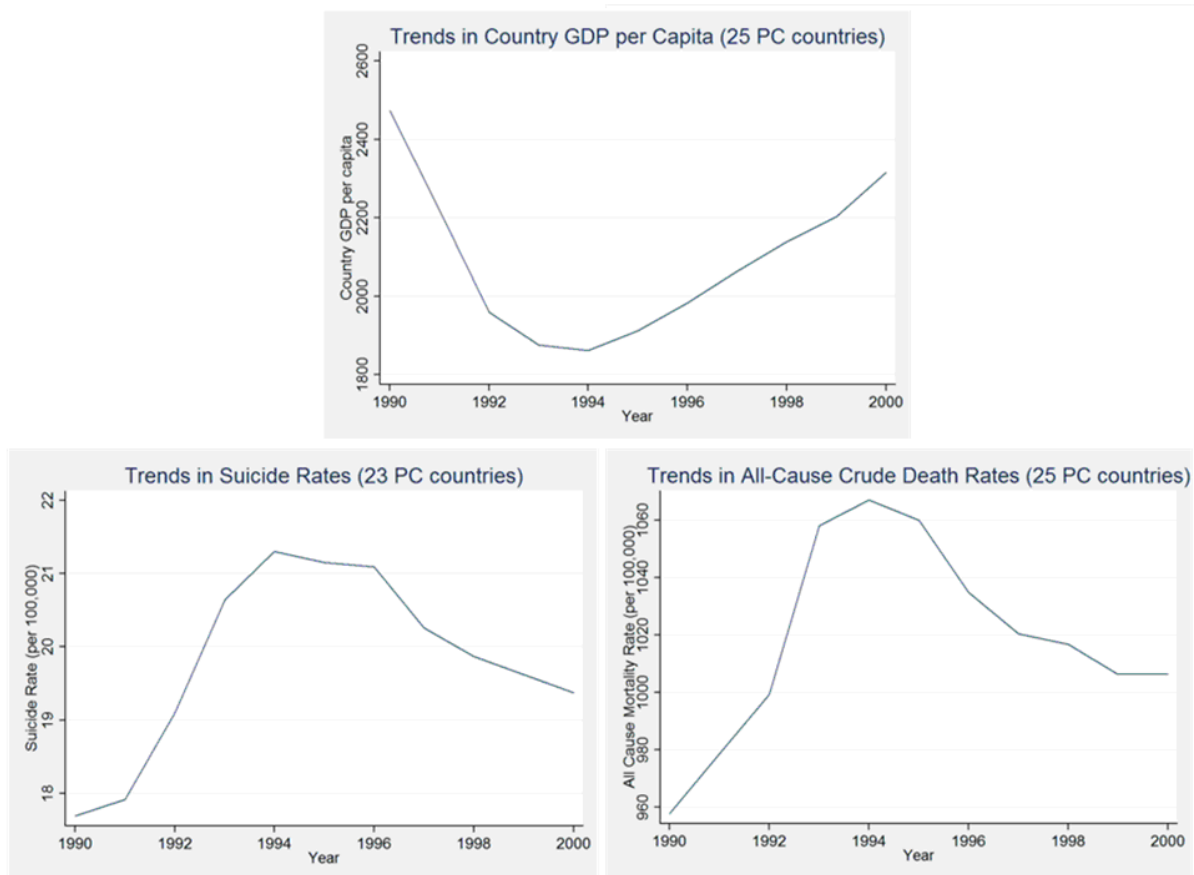 Trends in Country GDP per Capita (25 PC countries)
Country GDP per capita
2600
2400
2200
2000
1800
1990 1992 1994 1996 1998 2000
Year
Trends in Suicide Rates (23 PC countries)
Suicide Rate (per 100,000)
22
21
20
19
18
1990 1992 1994 1996 1998 2000
Year
Trends in All-Cause Crude Death Rates (25 PC countries)
All Cause Mortality Rate (per 100,000)
1060
1040
1020
1000
980
960
1990 1992 1994 1996 1998 2000
Year